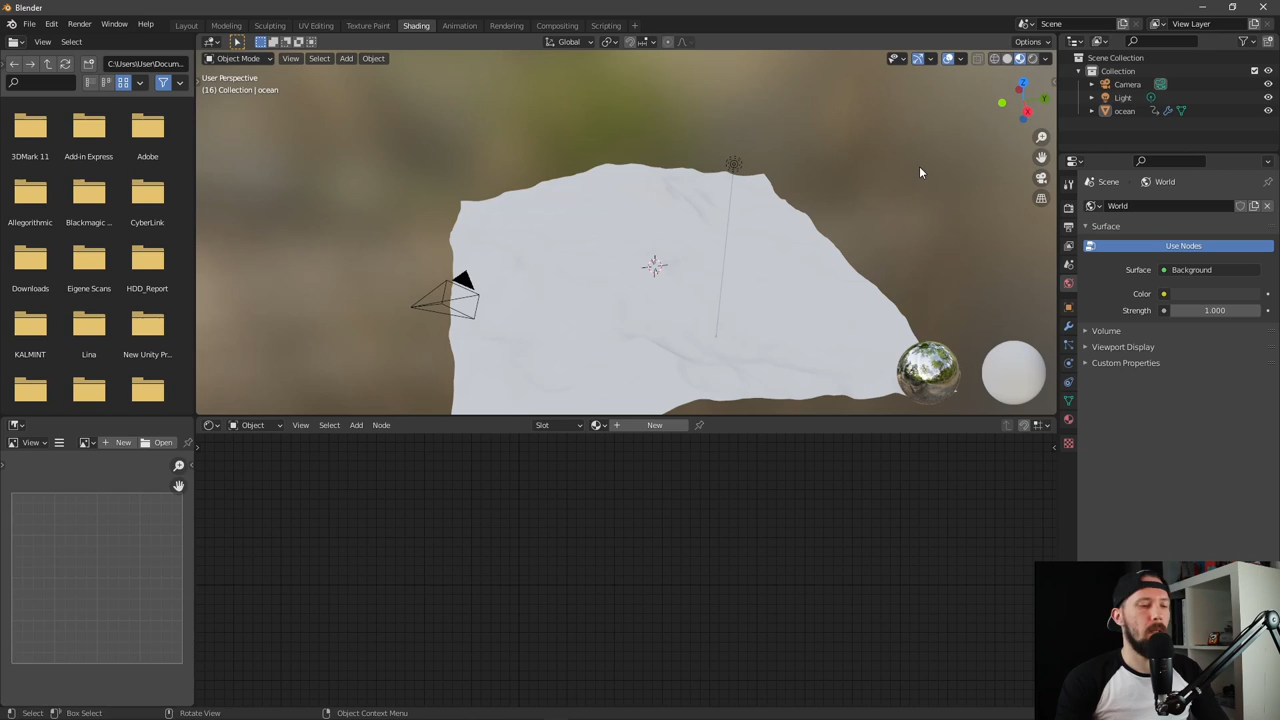 Blender
File Edit Render Window Help Layout Modeling Sculpting UV Editing Texture Paint Shading Animation Rendering Compositing Scripting + Scene View Layer
View Select
Global Options
C:\Users\User\Docum...
Object Mode View Select Add Object
User Perspective
(16) Collection | ocean
3DMark 11 Add-in Express Adobe
Allegorithmic Blackmagic ... CyberLink
Downloads Eigene Scans HDD_Report
KALMINT Lina New Unity Pr...
Z
Y
X
Scene Collection
Collection
Camera
Light
ocean
Scene World
World
Surface
Use Nodes
Surface Background
Color
Strength 1.000
Volume
Viewport Display
Custom Properties
Object View Select Add Node Slot + New
View + New Open
Select Box Select Rotate View Object Context Menu